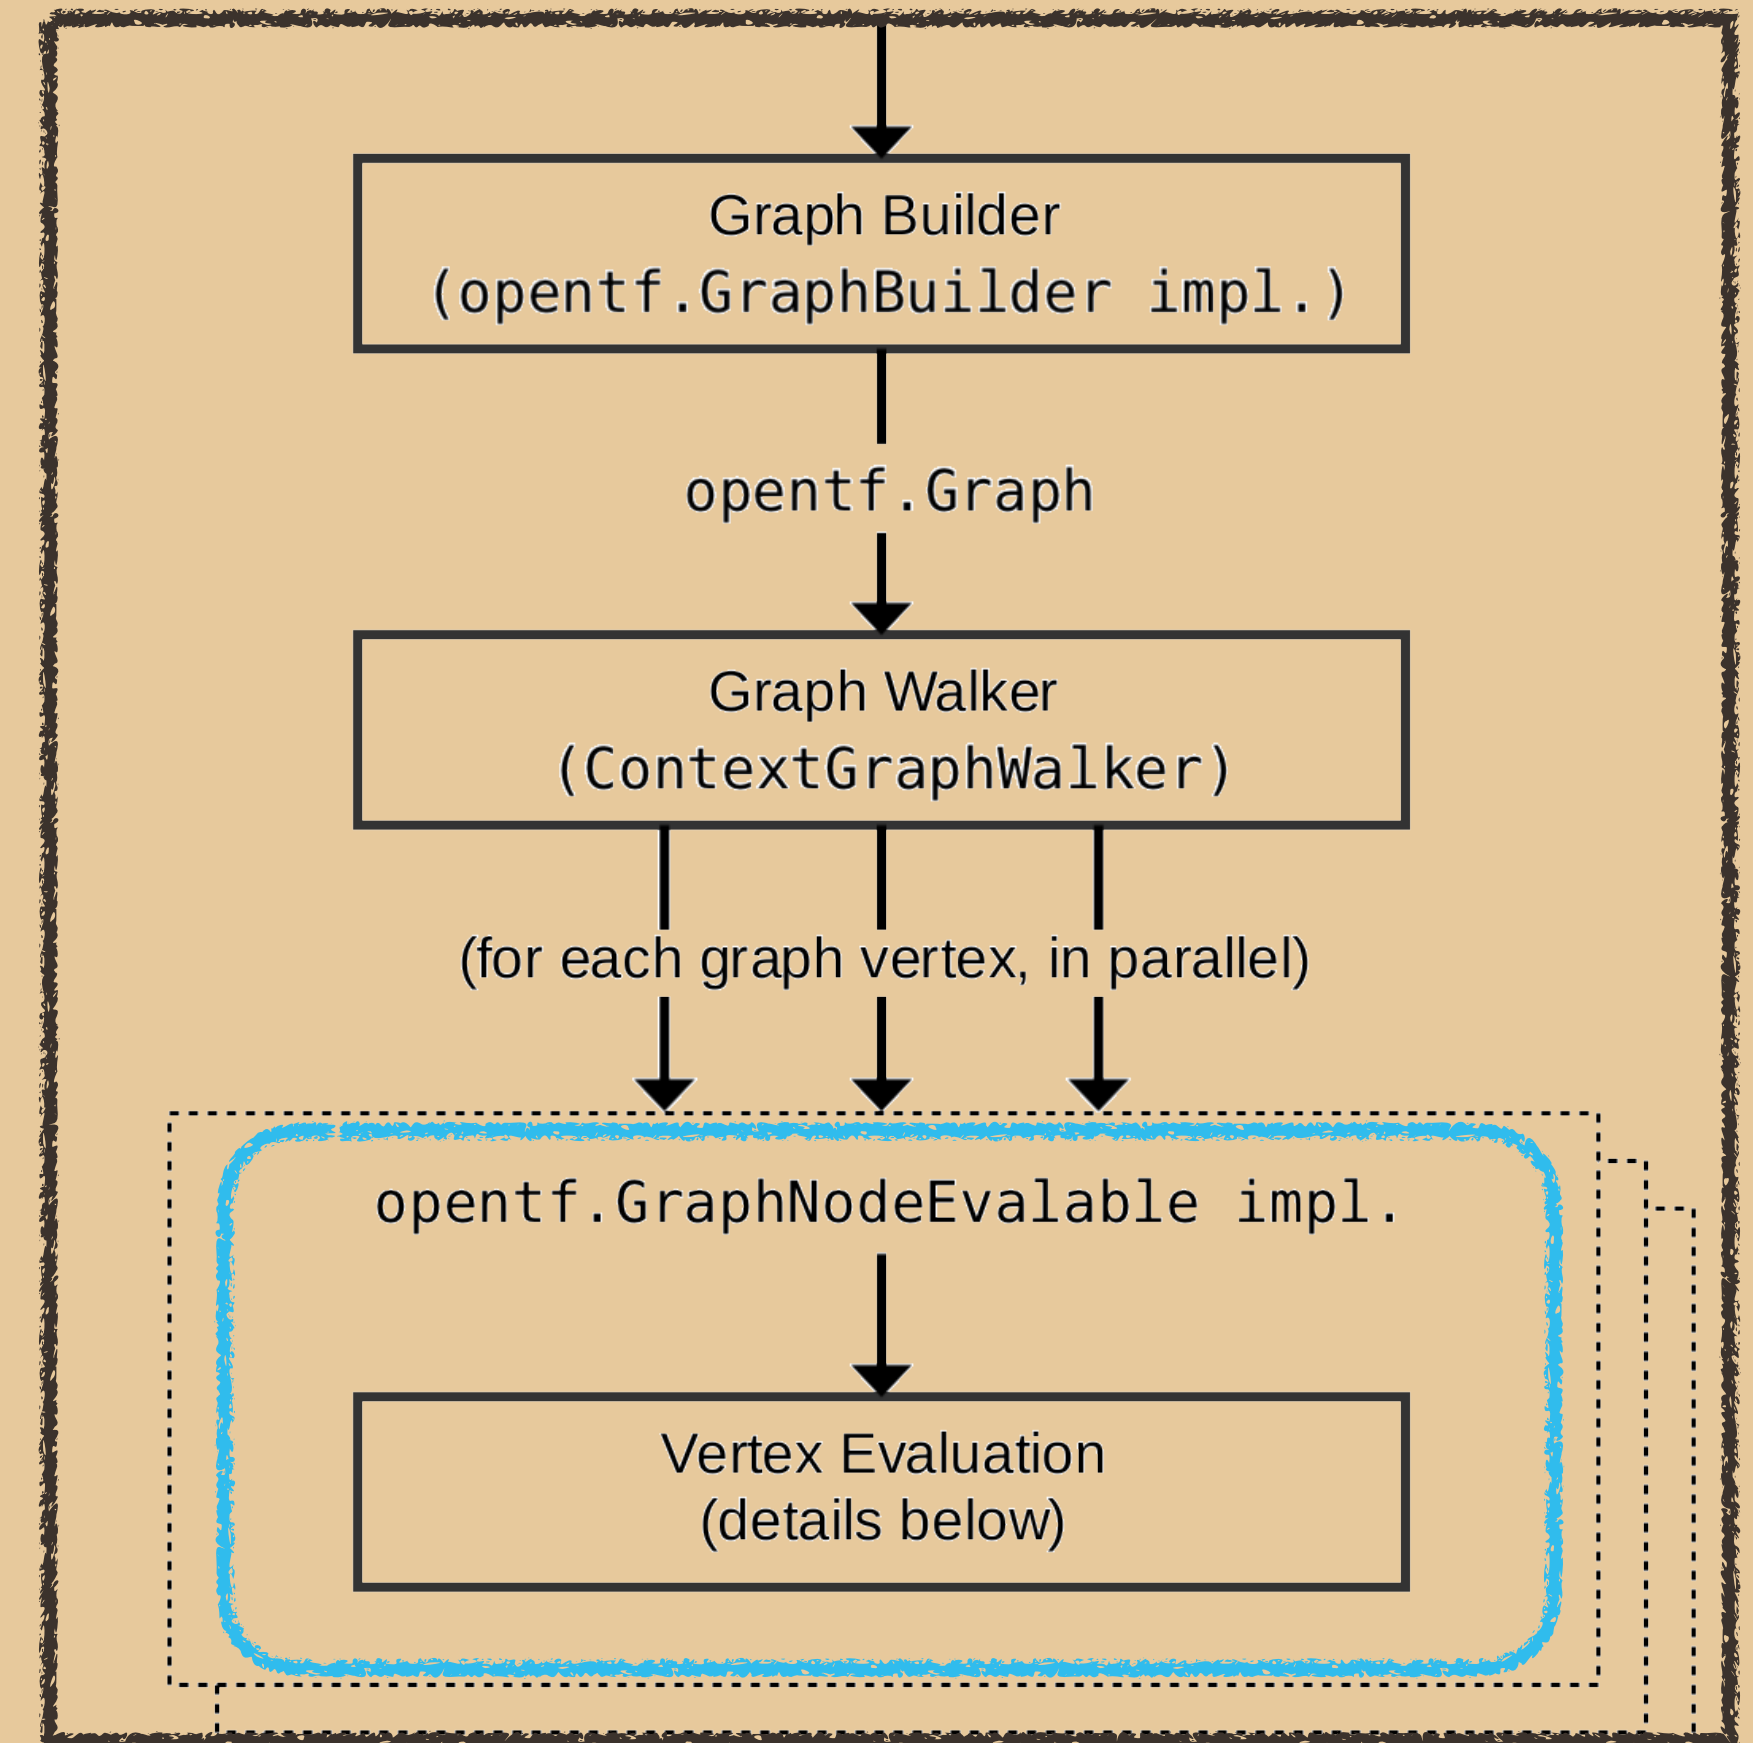 Graph Builder
(opentf.GraphBuilder impl.)
opentf.Graph
Graph Walker
(ContextGraphWalker)
(for each graph vertex, in parallel)
opentf.GraphNodeEvalable impl.
Vertex Evaluation
(details below)